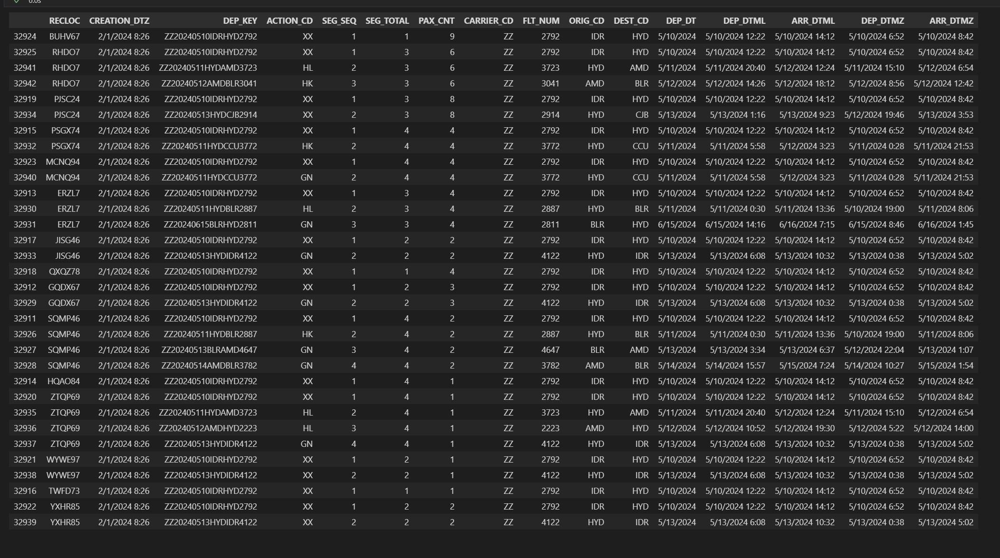 0.0s
RECLOC CREATION_DTZ DEP_KEY ACTION_CD SEG_SEQ SEG_TOTAL PAX_CNT CARRIER_CD FLT_NUM ORIG_CD DEST_CD DEP_DT DEP_DTML ARR_DTML DEP_DTMZ ARR_DTMZ
32924 BUHV67 2/1/2024 8:26 ZZ20240510IDRHYD2792 XX 1 1 9 ZZ 2792 IDR HYD 5/10/2024 5/10/2024 12:22 5/10/2024 14:12 5/10/2024 6:52 5/10/2024 8:42
32925 RHDO7 2/1/2024 8:26 ZZ20240510IDRHYD2792 XX 1 3 6 ZZ 2792 IDR HYD 5/10/2024 5/10/2024 12:22 5/10/2024 14:12 5/10/2024 6:52 5/10/2024 8:42
32941 RHDO7 2/1/2024 8:26 ZZ20240511HYDAMD3723 HL 2 3 6 ZZ 3723 HYD AMD 5/11/2024 5/11/2024 20:40 5/12/2024 12:24 5/11/2024 15:10 5/12/2024 6:54
32942 RHDO7 2/1/2024 8:26 ZZ20240512AMDBLR3041 HK 3 3 6 ZZ 3041 AMD BLR 5/12/2024 5/12/2024 14:26 5/12/2024 18:12 5/12/2024 8:56 5/12/2024 12:42
32919 PJSC24 2/1/2024 8:26 ZZ20240510IDRHYD2792 XX 1 3 8 ZZ 2792 IDR HYD 5/10/2024 5/10/2024 12:22 5/10/2024 14:12 5/10/2024 6:52 5/10/2024 8:42
32934 PJSC24 2/1/2024 8:26 ZZ20240513HYDCJB2914 XX 2 3 8 ZZ 2914 HYD CJB 5/13/2024 5/13/2024 1:16 5/13/2024 9:23 5/12/2024 19:46 5/13/2024 3:53
32915 PSGX74 2/1/2024 8:26 ZZ20240510IDRHYD2792 XX 1 4 4 ZZ 2792 IDR HYD 5/10/2024 5/10/2024 12:22 5/10/2024 14:12 5/10/2024 6:52 5/10/2024 8:42
32932 PSGX74 2/1/2024 8:26 ZZ20240511HYDCCU3772 HK 2 4 4 ZZ 3772 HYD CCU 5/11/2024 5/11/2024 5:58 5/12/2024 3:23 5/11/2024 0:28 5/11/2024 21:53
32923 MCNQ94 2/1/2024 8:26 ZZ20240510IDRHYD2792 XX 1 4 4 ZZ 2792 IDR HYD 5/10/2024 5/10/2024 12:22 5/10/2024 14:12 5/10/2024 6:52 5/10/2024 8:42
32940 MCNQ94 2/1/2024 8:26 ZZ20240511HYDCCU3772 GN 2 4 4 ZZ 3772 HYD CCU 5/11/2024 5/11/2024 5:58 5/12/2024 3:23 5/11/2024 0:28 5/11/2024 21:53
32913 ERZL7 2/1/2024 8:26 ZZ20240510IDRHYD2792 XX 1 3 4 ZZ 2792 IDR HYD 5/10/2024 5/10/2024 12:22 5/10/2024 14:12 5/10/2024 6:52 5/10/2024 8:42
32930 ERZL7 2/1/2024 8:26 ZZ20240511HYDBLR2887 HL 2 3 4 ZZ 2887 HYD BLR 5/11/2024 5/11/2024 0:30 5/11/2024 13:36 5/10/2024 19:00 5/11/2024 8:06
32931 ERZL7 2/1/2024 8:26 ZZ20240615BLRHYD2811 GN 3 3 4 ZZ 2811 BLR HYD 6/15/2024 6/15/2024 14:16 6/16/2024 7:15 6/15/2024 8:46 6/16/2024 1:45
32917 JISG46 2/1/2024 8:26 ZZ20240510IDRHYD2792 XX 1 2 2 ZZ 2792 IDR HYD 5/10/2024 5/10/2024 12:22 5/10/2024 14:12 5/10/2024 6:52 5/10/2024 8:42
32933 JISG46 2/1/2024 8:26 ZZ20240513HYDIDR4122 GN 2 2 2 ZZ 4122 HYD IDR 5/13/2024 5/13/2024 6:08 5/13/2024 10:32 5/13/2024 0:38 5/13/2024 5:02
32918 QXQZ78 2/1/2024 8:26 ZZ20240510IDRHYD2792 XX 1 1 4 ZZ 2792 IDR HYD 5/10/2024 5/10/2024 12:22 5/10/2024 14:12 5/10/2024 6:52 5/10/2024 8:42
32912 GQDX67 2/1/2024 8:26 ZZ20240510IDRHYD2792 XX 1 2 3 ZZ 2792 IDR HYD 5/10/2024 5/10/2024 12:22 5/10/2024 14:12 5/10/2024 6:52 5/10/2024 8:42
32929 GQDX67 2/1/2024 8:26 ZZ20240513HYDIDR4122 GN 2 2 3 ZZ 4122 HYD IDR 5/13/2024 5/13/2024 6:08 5/13/2024 10:32 5/13/2024 0:38 5/13/2024 5:02
32911 SQMP46 2/1/2024 8:26 ZZ20240510IDRHYD2792 XX 1 4 2 ZZ 2792 IDR HYD 5/10/2024 5/10/2024 12:22 5/10/2024 14:12 5/10/2024 6:52 5/10/2024 8:42
32926 SQMP46 2/1/2024 8:26 ZZ20240511HYDBLR2887 HK 2 4 2 ZZ 2887 HYD BLR 5/11/2024 5/11/2024 0:30 5/11/2024 13:36 5/10/2024 19:00 5/11/2024 8:06
32927 SQMP46 2/1/2024 8:26 ZZ20240513BLRAMD4647 GN 3 4 2 ZZ 4647 BLR AMD 5/13/2024 5/13/2024 3:34 5/13/2024 6:37 5/12/2024 22:04 5/13/2024 1:07
32928 SQMP46 2/1/2024 8:26 ZZ20240514AMDBLR3782 GN 4 4 2 ZZ 3782 AMD BLR 5/14/2024 5/14/2024 15:57 5/15/2024 7:24 5/14/2024 10:27 5/15/2024 1:54
32914 HQAO84 2/1/2024 8:26 ZZ20240510IDRHYD2792 XX 1 4 1 ZZ 2792 IDR HYD 5/10/2024 5/10/2024 12:22 5/10/2024 14:12 5/10/2024 6:52 5/10/2024 8:42
32920 ZTQP69 2/1/2024 8:26 ZZ20240510IDRHYD2792 XX 1 4 1 ZZ 2792 IDR HYD 5/10/2024 5/10/2024 12:22 5/10/2024 14:12 5/10/2024 6:52 5/10/2024 8:42
32935 ZTQP69 2/1/2024 8:26 ZZ20240511HYDAMD3723 HL 2 4 1 ZZ 3723 HYD AMD 5/11/2024 5/11/2024 20:40 5/12/2024 12:24 5/11/2024 15:10 5/12/2024 6:54
32936 ZTQP69 2/1/2024 8:26 ZZ20240512AMDHYD2223 HL 3 4 1 ZZ 2223 AMD HYD 5/12/2024 5/12/2024 10:52 5/12/2024 19:30 5/12/2024 5:22 5/12/2024 14:00
32937 ZTQP69 2/1/2024 8:26 ZZ20240513HYDIDR4122 GN 4 4 1 ZZ 4122 HYD IDR 5/13/2024 5/13/2024 6:08 5/13/2024 10:32 5/13/2024 0:38 5/13/2024 5:02
32921 WYWE97 2/1/2024 8:26 ZZ20240510IDRHYD2792 XX 1 2 1 ZZ 2792 IDR HYD 5/10/2024 5/10/2024 12:22 5/10/2024 14:12 5/10/2024 6:52 5/10/2024 8:42
32938 WYWE97 2/1/2024 8:26 ZZ20240513HYDIDR4122 XX 2 2 1 ZZ 4122 HYD IDR 5/13/2024 5/13/2024 6:08 5/13/2024 10:32 5/13/2024 0:38 5/13/2024 5:02
32916 TWFD73 2/1/2024 8:26 ZZ20240510IDRHYD2792 XX 1 1 1 ZZ 2792 IDR HYD 5/10/2024 5/10/2024 12:22 5/10/2024 14:12 5/10/2024 6:52 5/10/2024 8:42
32922 YXHR85 2/1/2024 8:26 ZZ20240510IDRHYD2792 XX 1 2 2 ZZ 2792 IDR HYD 5/10/2024 5/10/2024 12:22 5/10/2024 14:12 5/10/2024 6:52 5/10/2024 8:42
32939 YXHR85 2/1/2024 8:26 ZZ20240513HYDIDR4122 XX 2 2 2 ZZ 4122 HYD IDR 5/13/2024 5/13/2024 6:08 5/13/2024 10:32 5/13/2024 0:38 5/13/2024 5:02